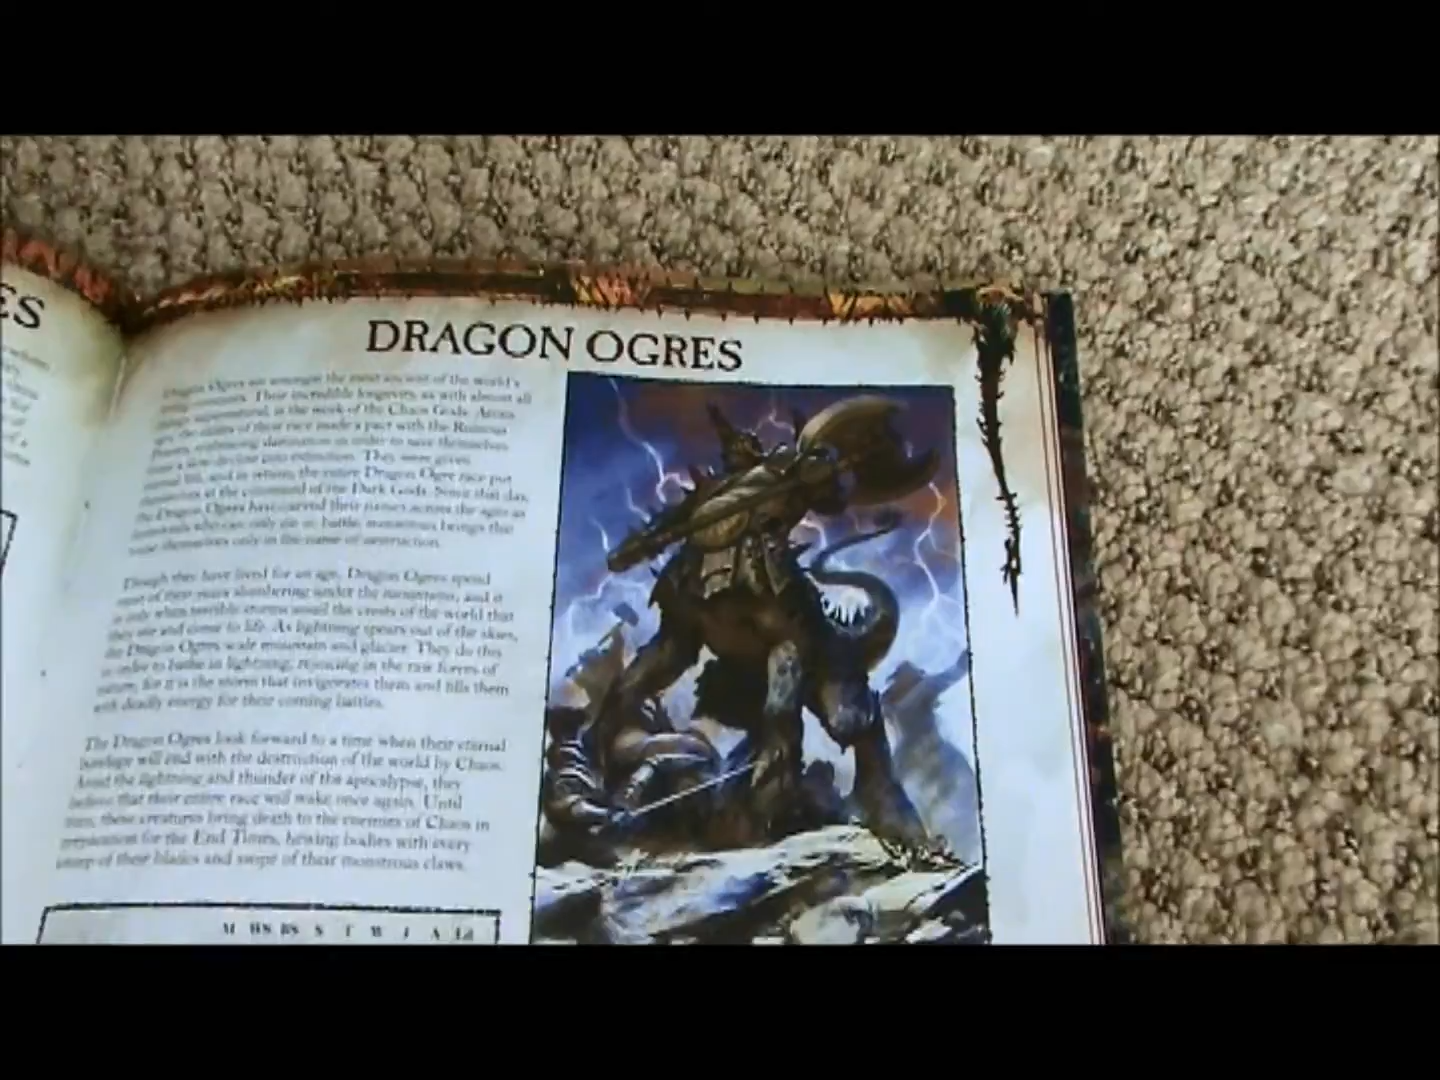 ES
DRAGON OGRES
Dragon Ogres are amongst the most ancient of the world's
Their incredible longevity, as with almost all
things supernatural, is the work of the Chaos Gods. Aeons
ago, the elders of their race made a pact with the Ruinous
Powers, embracing damnation in order to save themselves
from a slow decline into extinction. They were given
eternal life, and in return, the entire Dragon Ogre race put
themselves at the command of the Dark Gods. Since that day,
the Dragon Ogres have carved their names across the ages as
who can only die in battle, monstrous beings that
rouse themselves only in the name of destruction.
Though they have lived for an age, Dragon Ogres spend
most of their years slumbering under the mountains, and it
is only when terrible storms assail the crests of the world that
they stir and come to life. As lightning spears out of the skies,
the Dragon Ogres scale mountain and glacier. They do this
in order to bathe in lightning, rejoicing in the raw forces of
nature, for it is the storm that invigorates them and fills them
with deadly energy for their coming battles.
The Dragon Ogres look forward to a time when their eternal
bondage will end with the destruction of the world by Chaos.
Amid the lightning and thunder of the apocalypse, they
believe that their entire race will wake once again. Until
then, these creatures bring death to the enemies of Chaos in
preparation for the End Times, hewing bodies with every
sweep of their blades and swipe of their monstrous claws.
M WS BS S T W I A Ld